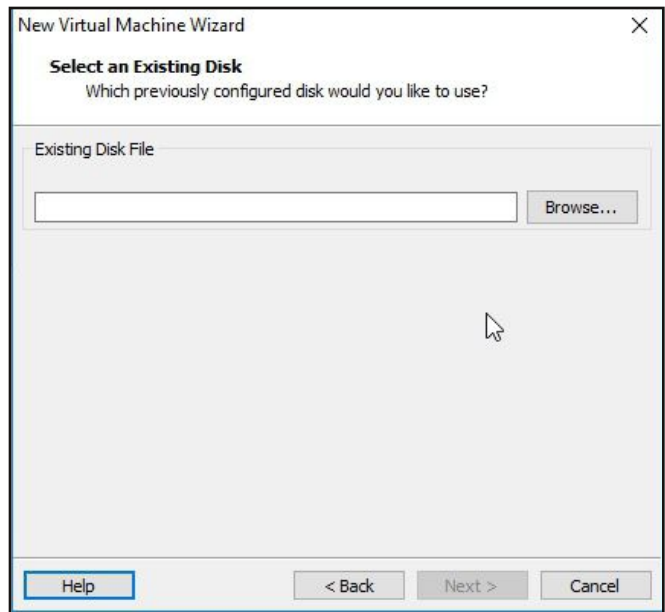 New Virtual Machine Wizard
Select an Existing Disk
Which previously configured disk would you like to use?
Existing Disk File
Browse...
Help
< Back
Next >
Cancel